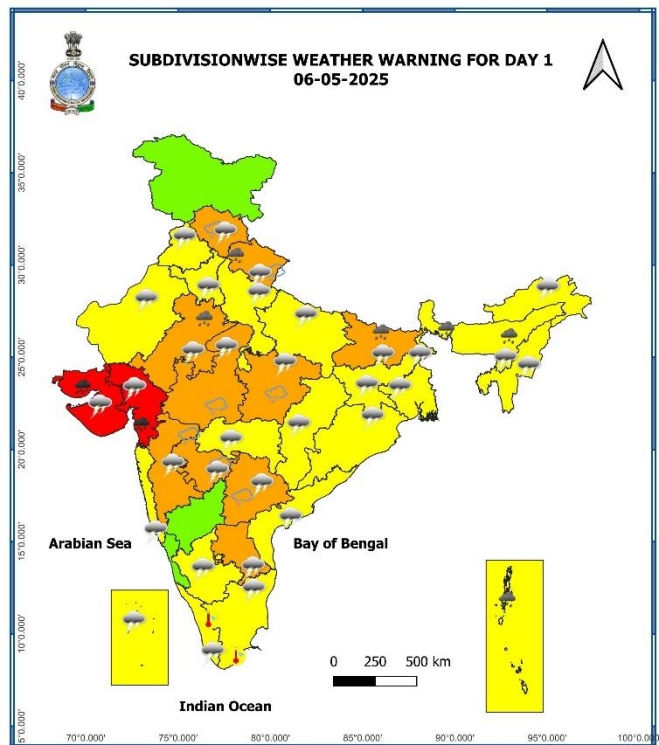 SUBDIVISIONWISE WEATHER WARNING FOR DAY 1
06-05-2025
40°0.000'
35°0.000'
30°0.000'
25°0.000'
20°0.000'
15°0.000'
10°0.000'
5°0.000'
Arabian Sea
Bay of Bengal
0 250 500 km
Indian Ocean
70°0.000' 75°0.000' 80°0.000' 85°0.000' 90°0.000' 95°0.000' 100°0.000'